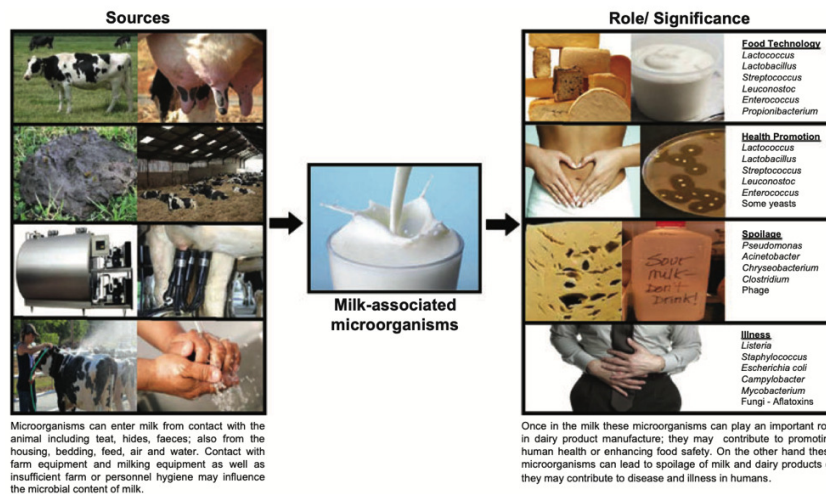 Sources
Microorganisms can enter milk from contact with the
animal including teat, hides, faeces; also from the
housing, bedding, feed, air and water. Contact with
farm equipment and milking equipment as well as
insufficient farm or personnel hygiene may influence
the microbial content of milk.
Milk-associated
microorganisms
Role/ Significance
Food Technology
Lactococcus
Lactobacillus
Streptococcus
Leuconostoc
Enterococcus
Propionibacterium
Health Promotion
Lactococcus
Lactobacillus
Streptococcus
Leuconostoc
Enterococcus
Some yeasts
Sour
milk-
Don't
Drink!
Spoilage
Pseudomonas
Acinetobacter
Chryseobacterium
Clostridium
Phage
Illness
Listeria
Staphylococcus
Escherichia coli
Campylobacter
Mycobacterium
Fungi - Aflatoxins
Once in the milk these microorganisms can play an important
in dairy product manufacture; they may contribute to
human health or enhancing food safety. On the other hand
microorganisms can lead to spoilage of milk and dairy products
they may contribute to disease and illness in humans.